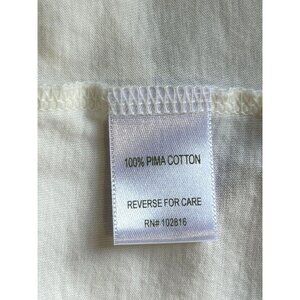 100% PIMA COTTON
REVERSE FOR CARE
RN# 102816